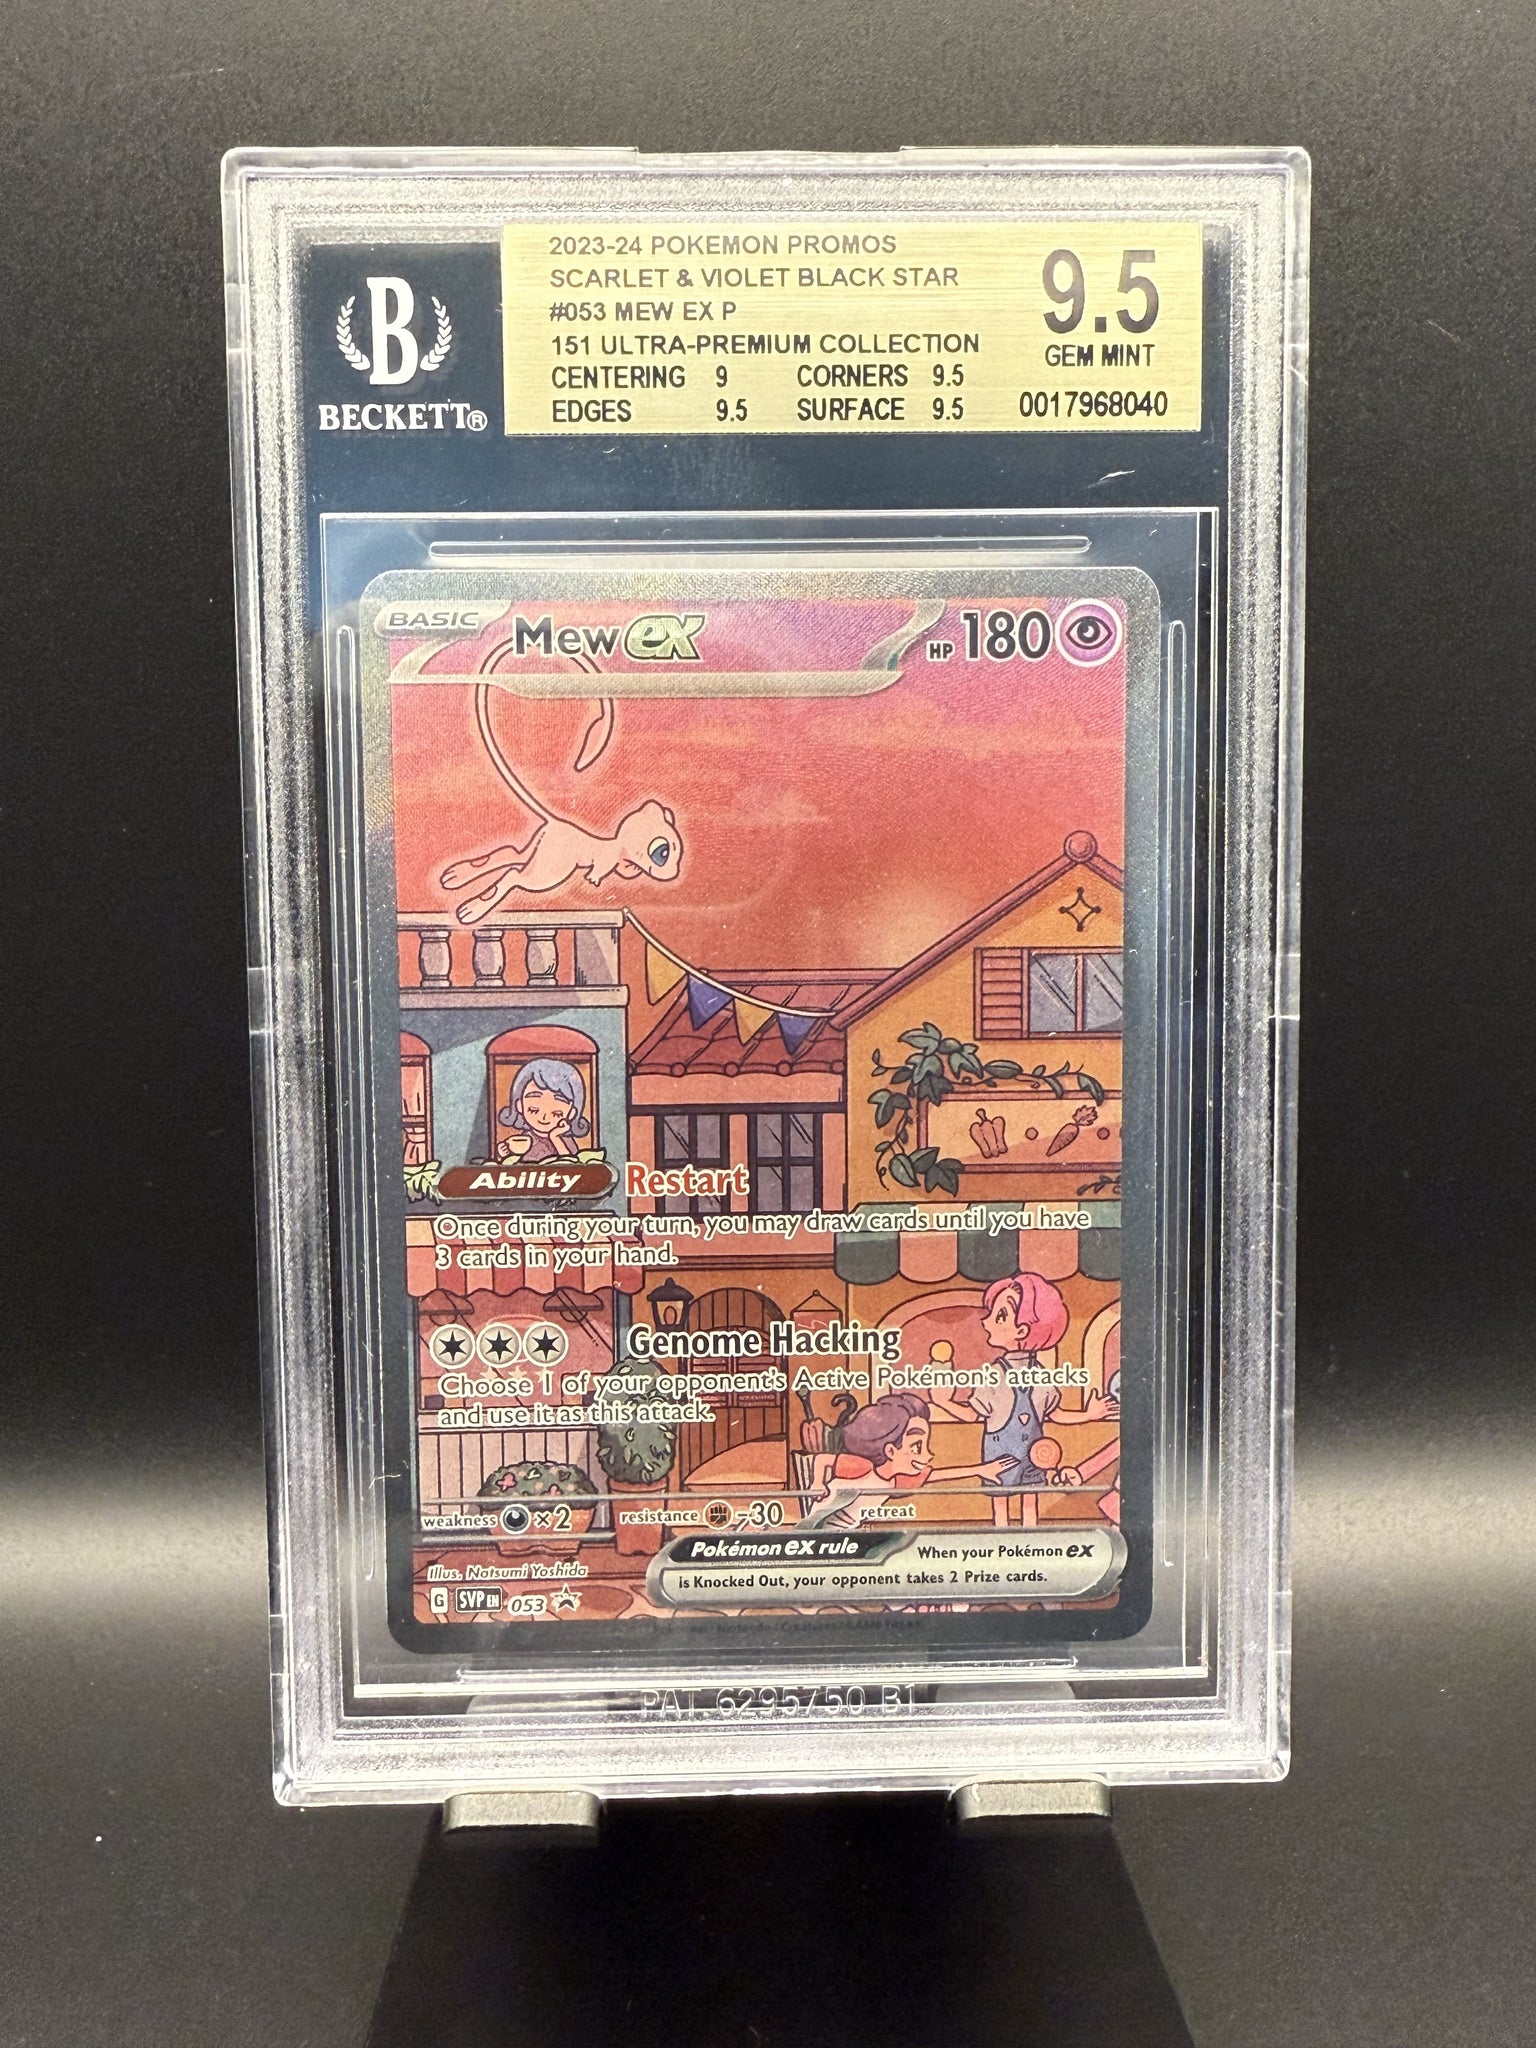 2023-24 POKEMON PROMOS
SCARLET & VIOLET BLACK STAR
#053 MEW EX P
151 ULTRA-PREMIUM COLLECTION
CENTERING 9 CORNERS 9.5
EDGES 9.5 SURFACE 9.5
9.5
GEM MINT
0017968040
B
BECKETT®
BASIC Mew ex HP 180
Ability Restart
Once during your turn, you may draw cards until you have
3 cards in your hand.
Genome Hacking
Choose 1 of your opponent's Active Pokémon's attacks
and use it as this attack.
weakness ×2 resistance -30 retreat
Pokémon ex rule When your Pokémon ex
is Knocked Out, your opponent takes 2 Prize cards.
Illus. Natsumi Yoshida
G SVP EN 053
PAT. 6295750 B1